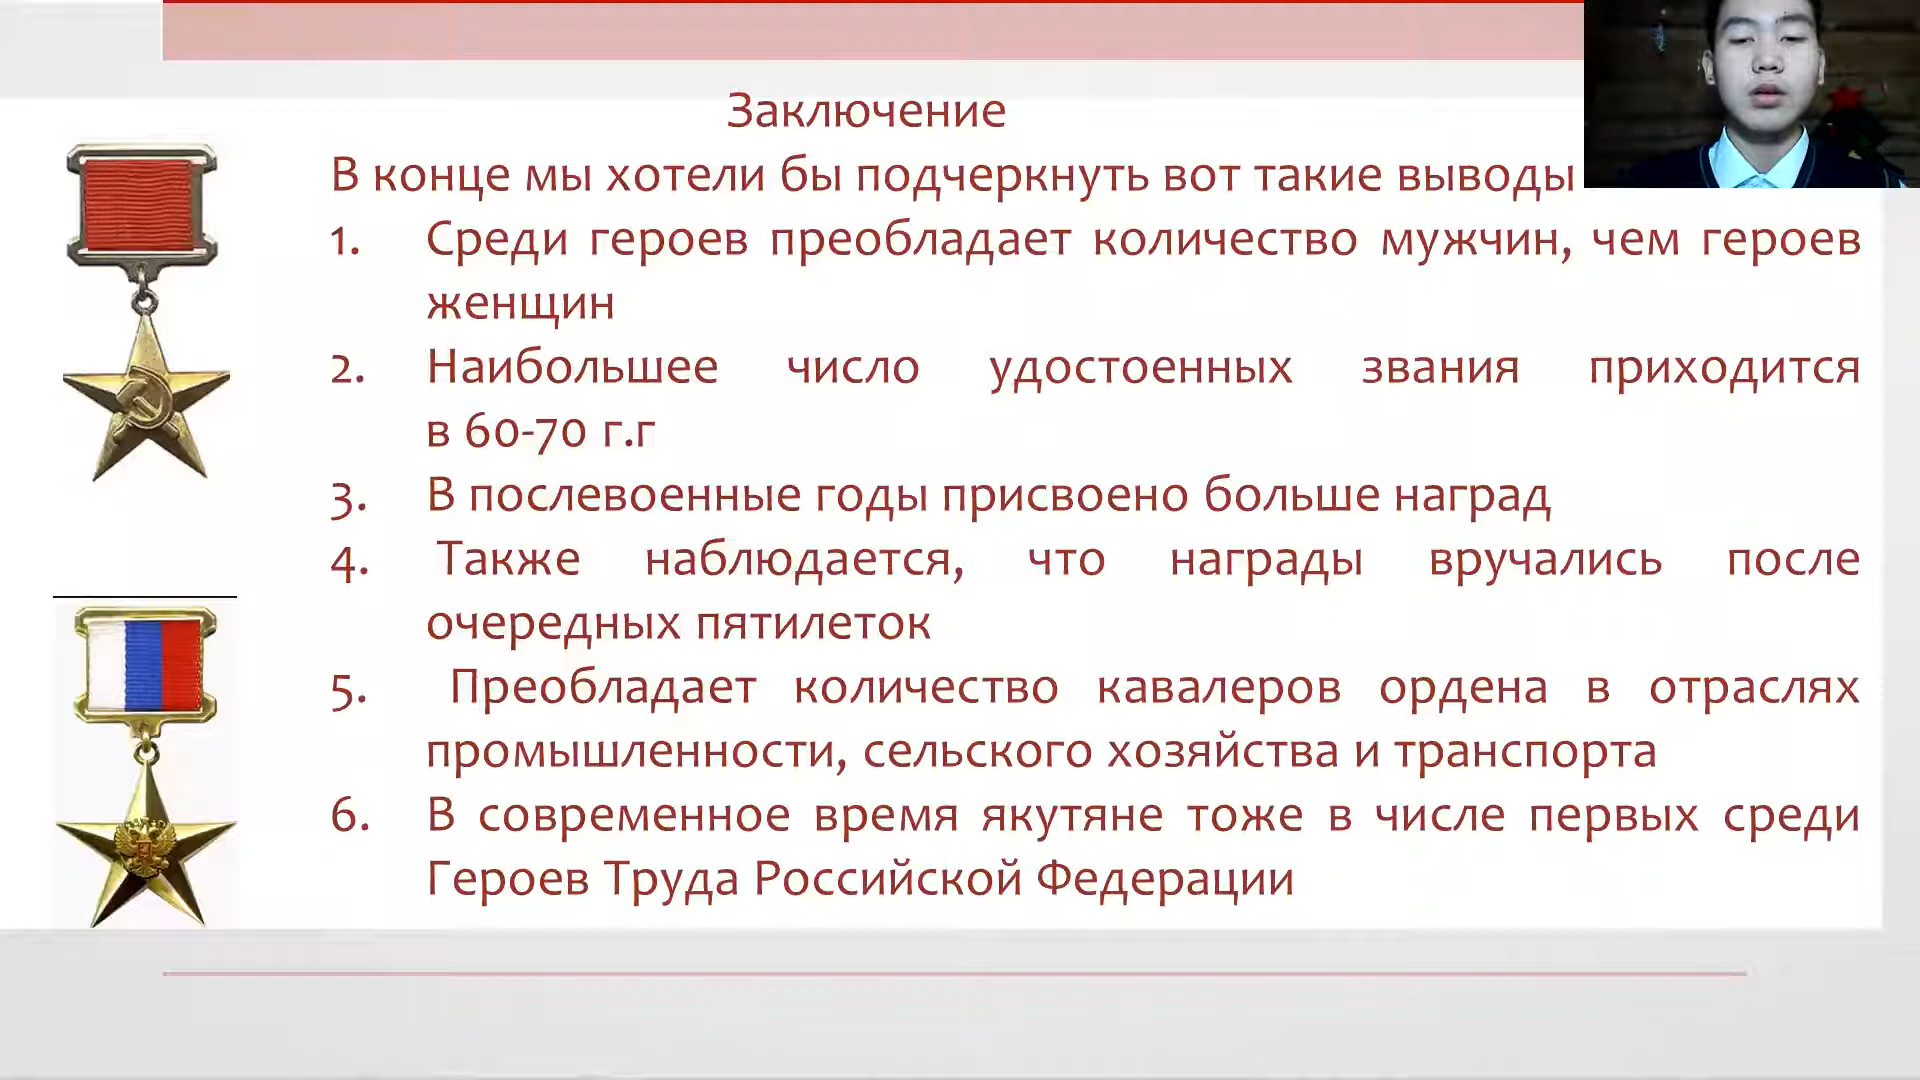 Заключение
В конце мы хотели бы подчеркнуть вот такие выводы
1. Среди героев преобладает количество мужчин, чем героев
женщин
2. Наибольшее число удостоенных звания приходится
в 60-70 г.г
3. В послевоенные годы присвоено больше наград
4. Также наблюдается, что награды вручались после
очередных пятилеток
5. Преобладает количество кавалеров ордена в отраслях
промышленности, сельского хозяйства и транспорта
6. В современное время якутяне тоже в числе первых среди
Героев Труда Российской Федерации